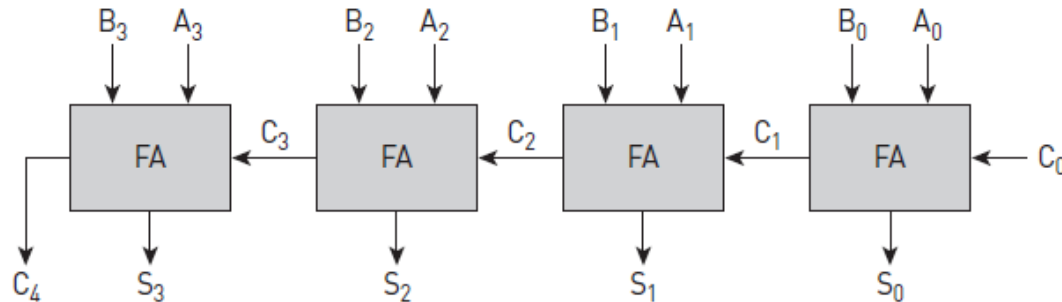 B₃ A₃ B₂ A₂ B₁ A₁ B₀ A₀
C₃ C₂ C₁
FA FA FA FA C₀
C₄ S₃ S₂ S₁ S₀